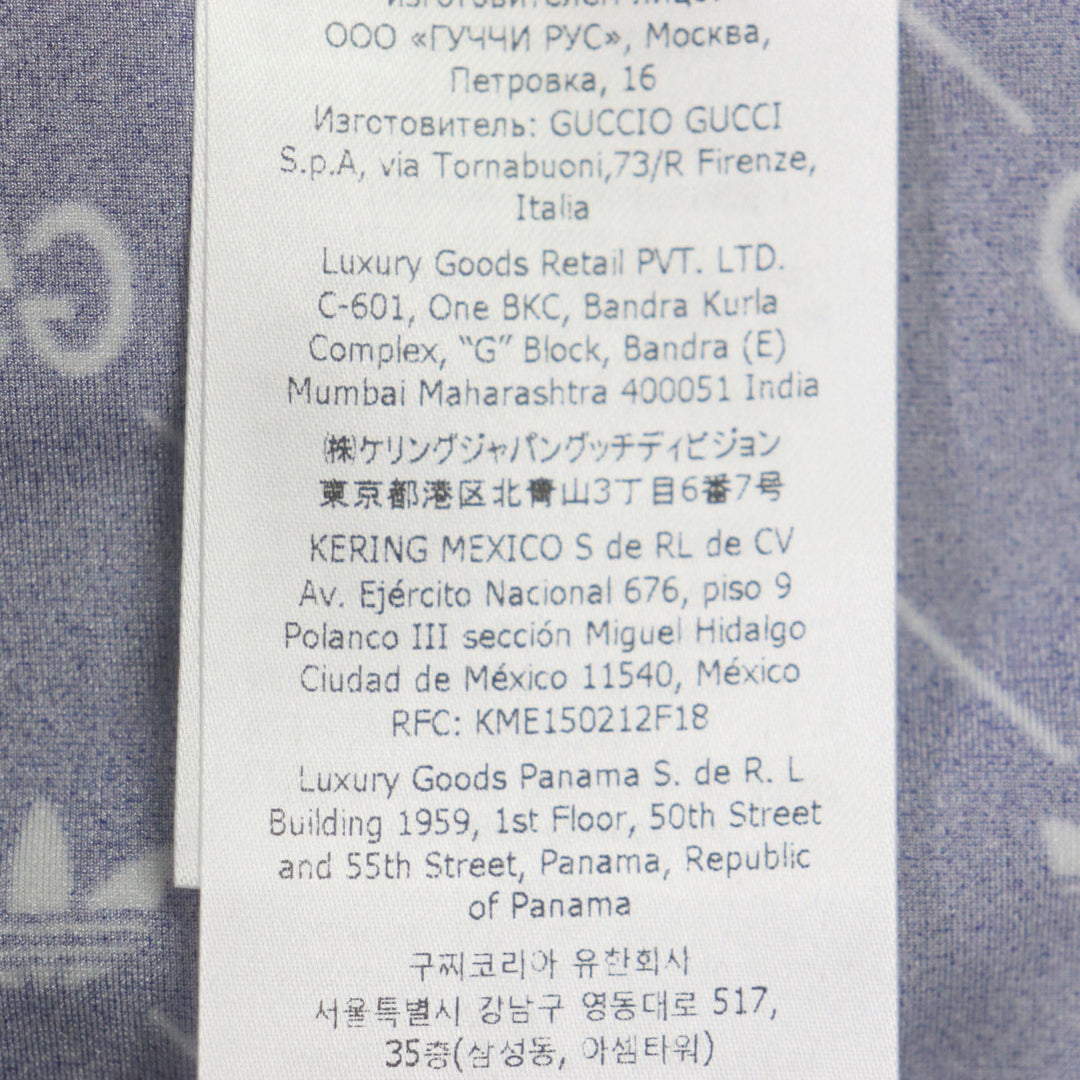 ООО «ГУЧЧИ РУС», Москва,
Петровка, 16
Изготовитель: GUCCIO GUCCI
S.p.A, via Tornabuoni,73/R Firenze,
Italia
Luxury Goods Retail PVT. LTD.
C-601, One BKC, Bandra Kurla
Complex, “G” Block, Bandra (E)
Mumbai Maharashtra 400051 India
㈱ケリングジャパングッチディビジョン
東京都港区北青山3丁目6番7号
KERING MEXICO S de RL de CV
Av. Ejército Nacional 676, piso 9
Polanco III sección Miguel Hidalgo
Ciudad de México 11540, México
RFC: KME150212F18
Luxury Goods Panama S. de R. L
Building 1959, 1st Floor, 50th Street
and 55th Street, Panama, Republic
of Panama
구찌코리아 유한회사
서울특별시 강남구 영동대로 517,
35층(삼성동, 아셈타워)